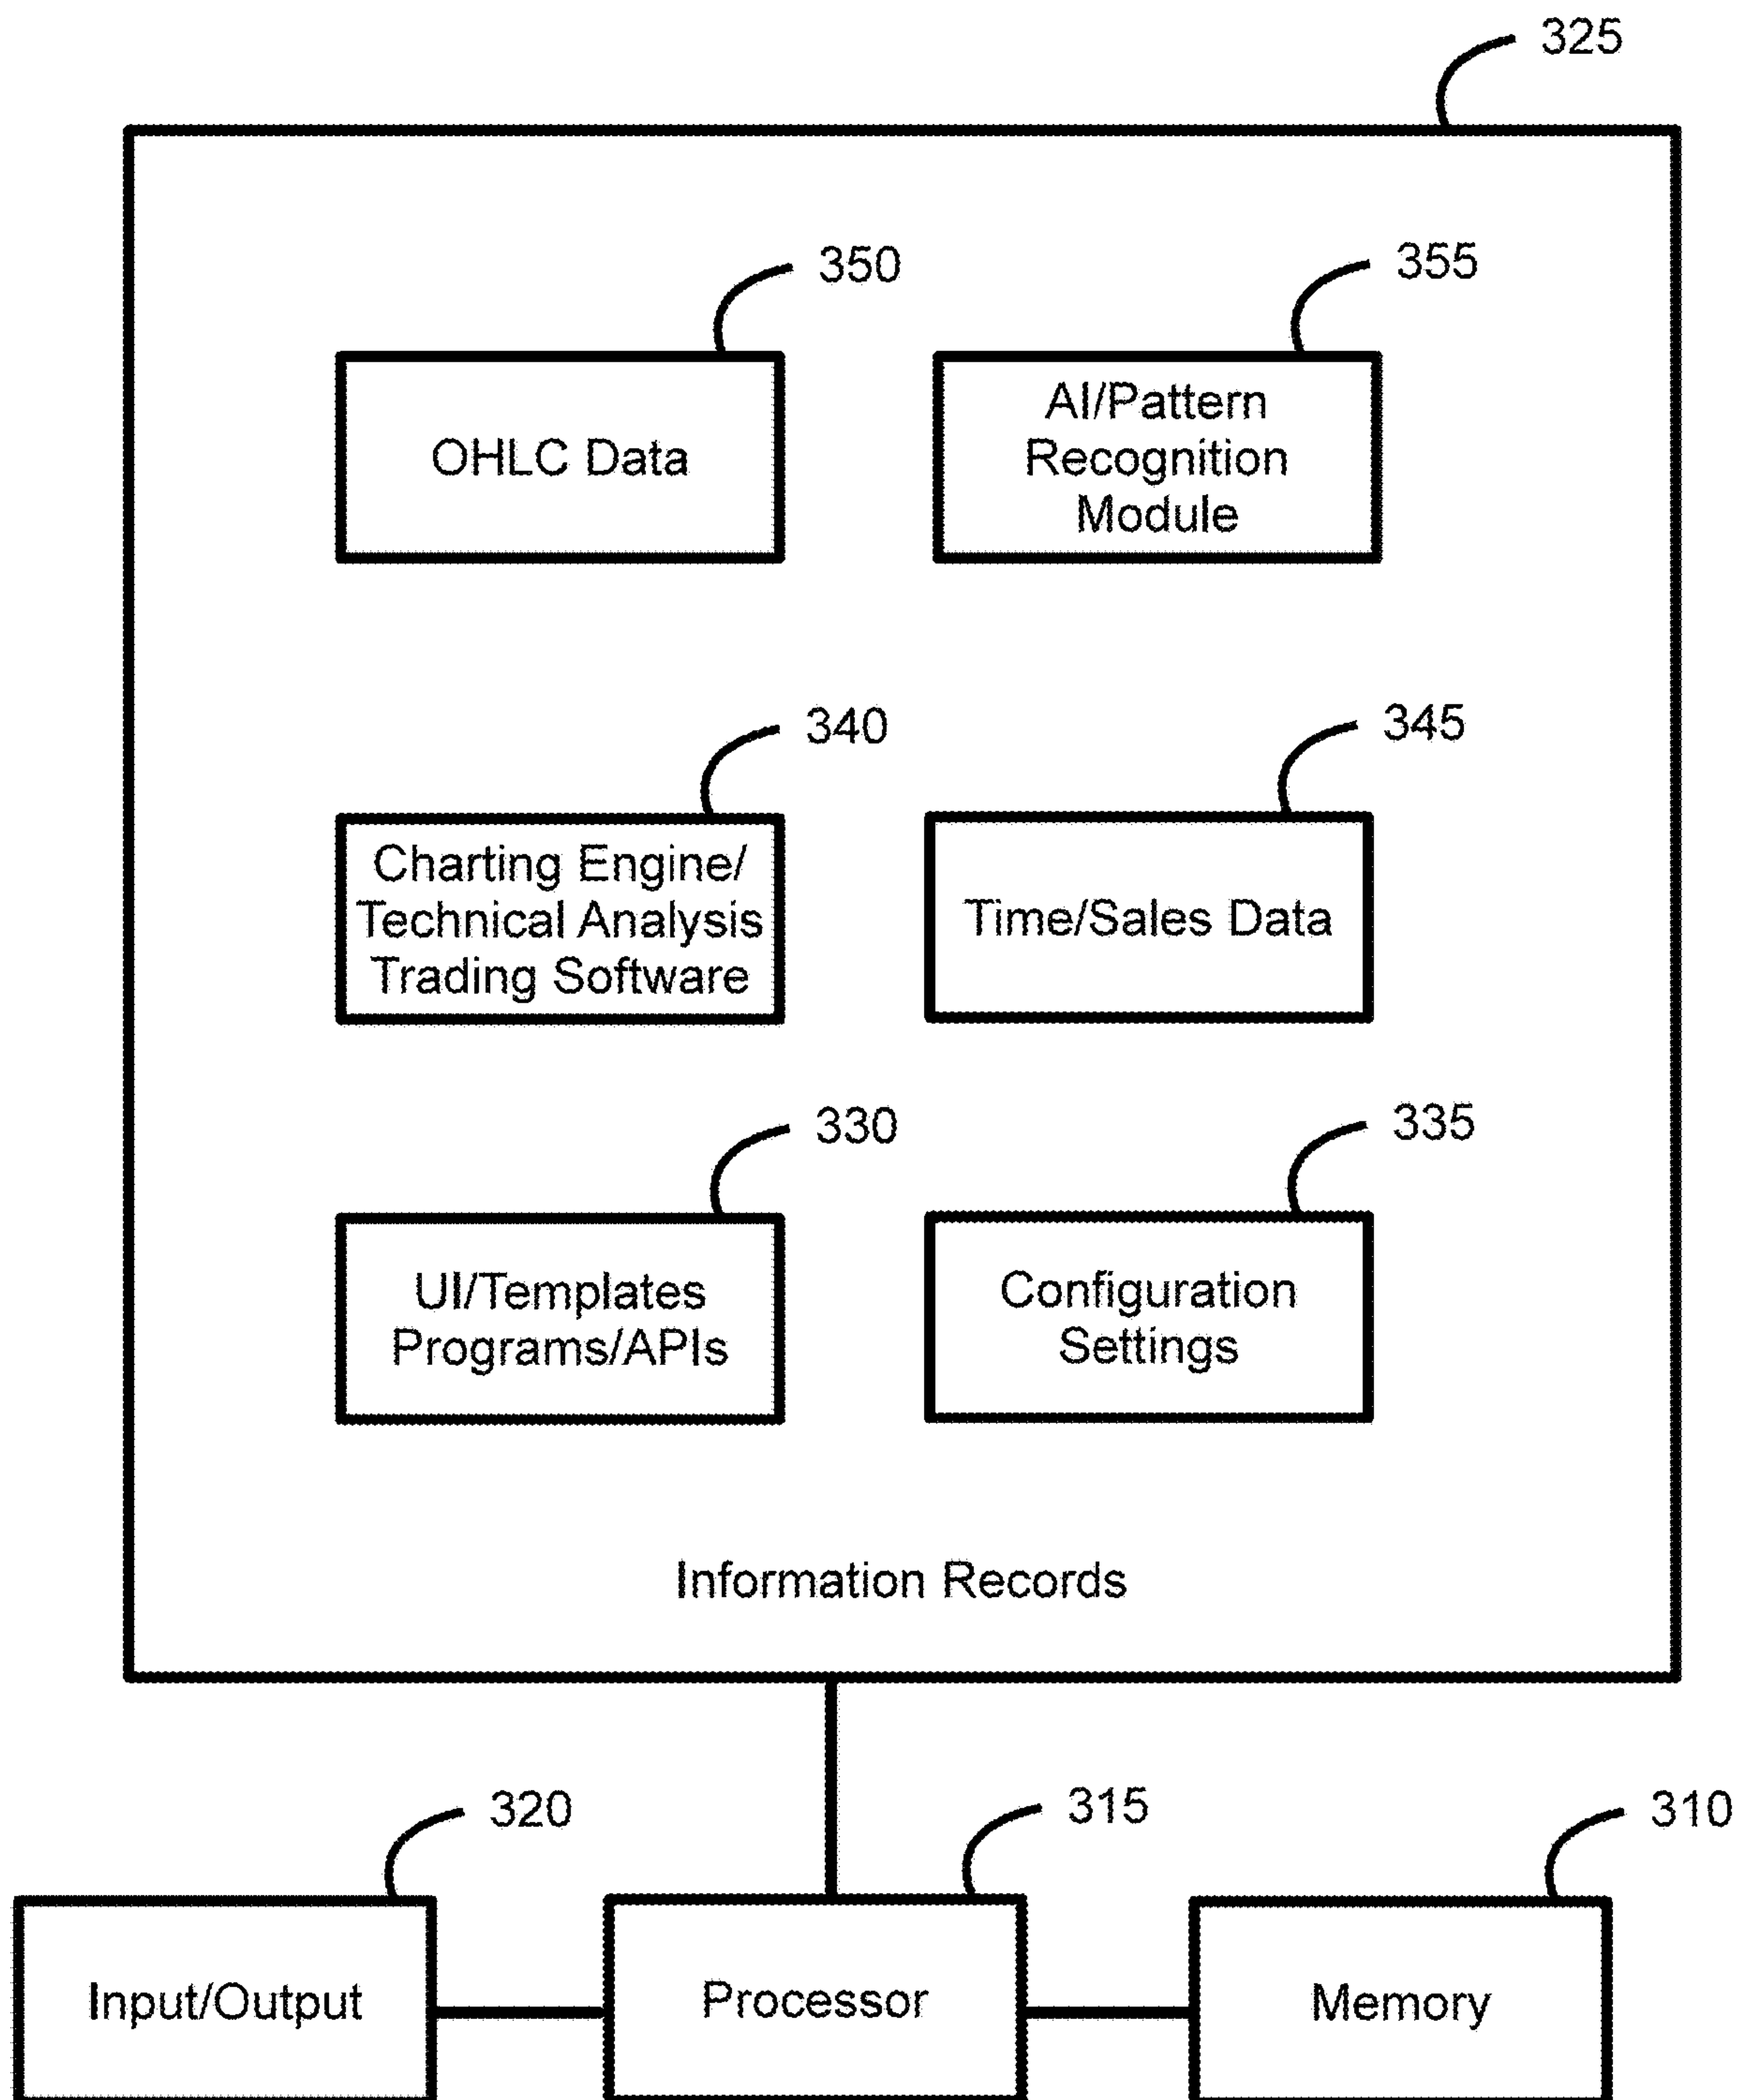 325
350
355
OHLC Data
AI/Pattern
Recognition
Module
340
345
Charting Engine/
Technical Analysis
Trading Software
Time/Sales Data
330
335
UI/Templates
Programs/APIs
Configuration
Settings
Information Records
320
315
310
Input/Output
Processor
Memory